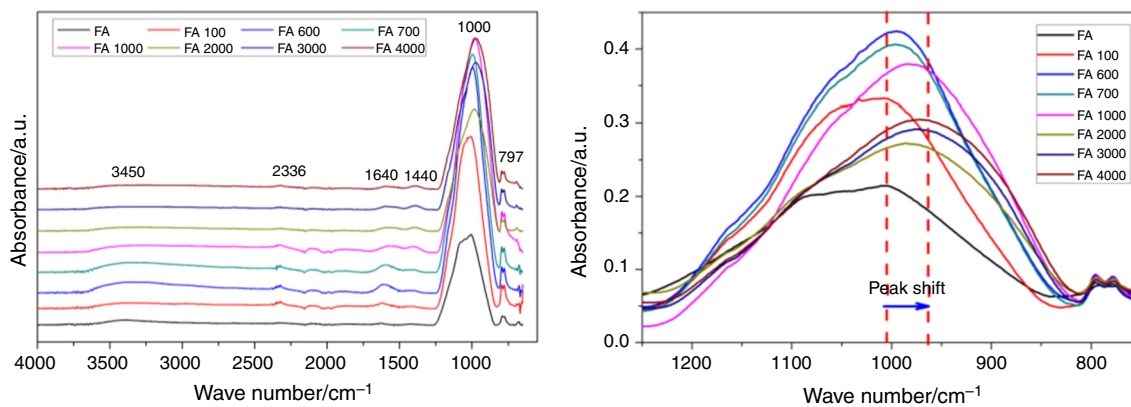 FA FA 100 FA 600 FA 700
FA 1000 FA 2000 FA 3000 FA 4000
1000
3450
2336
1640
1440
797
Absorbance/a.u.
4000 3500 3000 2500 2000 1500 1000
Wave number/cm⁻¹
FA
FA 100
FA 600
FA 700
FA 1000
FA 2000
FA 3000
FA 4000
0.4
0.3
0.2
0.1
0.0
Absorbance/a.u.
Peak shift
1200 1100 1000 900 800
Wave number/cm⁻¹